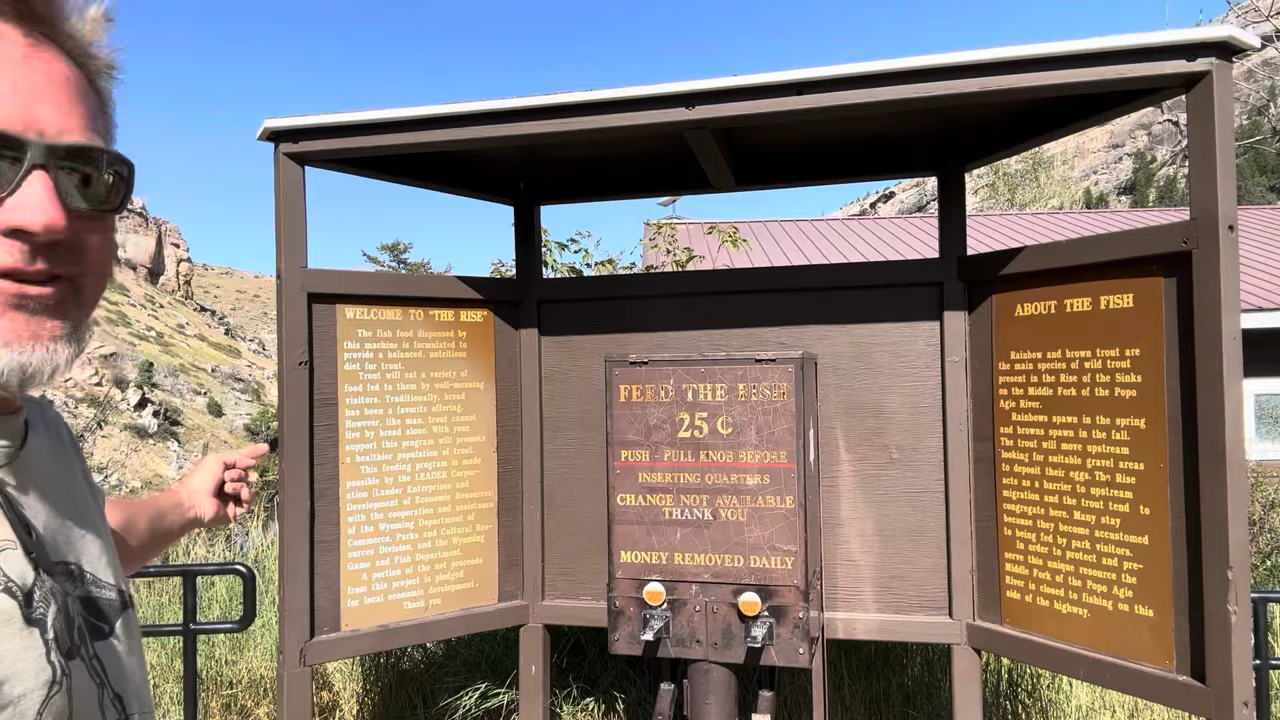 WELCOME TO "THE RISE"
The fish food dispensed by
this machine is formulated to
provide a balanced, nutritious
diet for trout.
Trout will eat a variety of
food fed to them by well-meaning
visitors. Traditionally, bread
has been a favorite offering.
However, like man, trout cannot
live by bread alone. With your
support this program will promote
a healthier population of trout.
This feeding program is made
possible by the LEADER Corpor-
ation (Lander Enterprises and
Development of Economic Resources)
with the cooperation and assistance
of the Wyoming Department of
Commerce, Parks and Cultural Res-
ources Division, and the Wyoming
Game and Fish Department.
A portion of the net proceeds
from this project is pledged
for local economic development.
Thank you
FEED THE FISH
25 ¢
PUSH - PULL KNOB BEFORE
INSERTING QUARTERS
CHANGE NOT AVAILABLE
THANK YOU
MONEY REMOVED DAILY
ABOUT THE FISH
Rainbow and brown trout are
the main species of wild trout
present in the Rise of the Sinks
on the Middle Fork of the Popo
Agie River.
Rainbows spawn in the spring
and browns spawn in the fall.
The trout will move upstream
looking for suitable gravel areas
to deposit their eggs. The Rise
acts as a barrier to upstream
migration and the trout tend to
congregate here. Many stay
because they become accustomed
to being fed by park visitors.
In order to protect and pre-
serve this unique resource the
Middle Fork of the Popo Agie
River is closed to fishing on this
side of the highway.